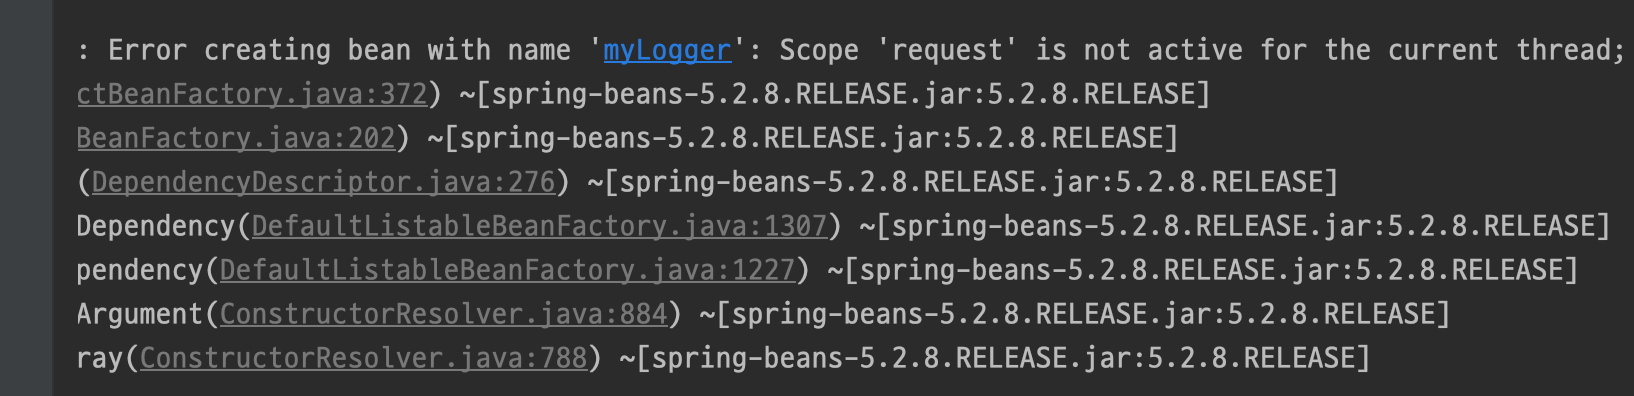 : Error creating bean with name 'myLogger': Scope 'request' is not active for the current thread;
ctBeanFactory.java:372) ~[spring-beans-5.2.8.RELEASE.jar:5.2.8.RELEASE]
BeanFactory.java:202) ~[spring-beans-5.2.8.RELEASE.jar:5.2.8.RELEASE]
(DependencyDescriptor.java:276) ~[spring-beans-5.2.8.RELEASE.jar:5.2.8.RELEASE]
Dependency(DefaultListableBeanFactory.java:1307) ~[spring-beans-5.2.8.RELEASE.jar:5.2.8.RELEASE]
pendency(DefaultListableBeanFactory.java:1227) ~[spring-beans-5.2.8.RELEASE.jar:5.2.8.RELEASE]
Argument(ConstructorResolver.java:884) ~[spring-beans-5.2.8.RELEASE.jar:5.2.8.RELEASE]
ray(ConstructorResolver.java:788) ~[spring-beans-5.2.8.RELEASE.jar:5.2.8.RELEASE]